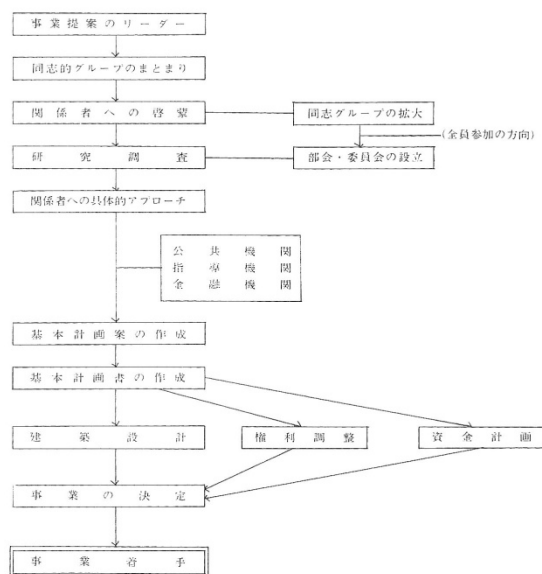 事業提案のリーダー
同志的グループのまとまり
関係者への啓蒙
同志グループの拡大
(全員参加の方向)
研究調査
部会・委員会の設立
関係者への具体的アプローチ
公共機関
指導機関
金融機関
基本計画案の作成
基本計画書の作成
建築設計
権利調整
資金計画
事業の決定
事業着手